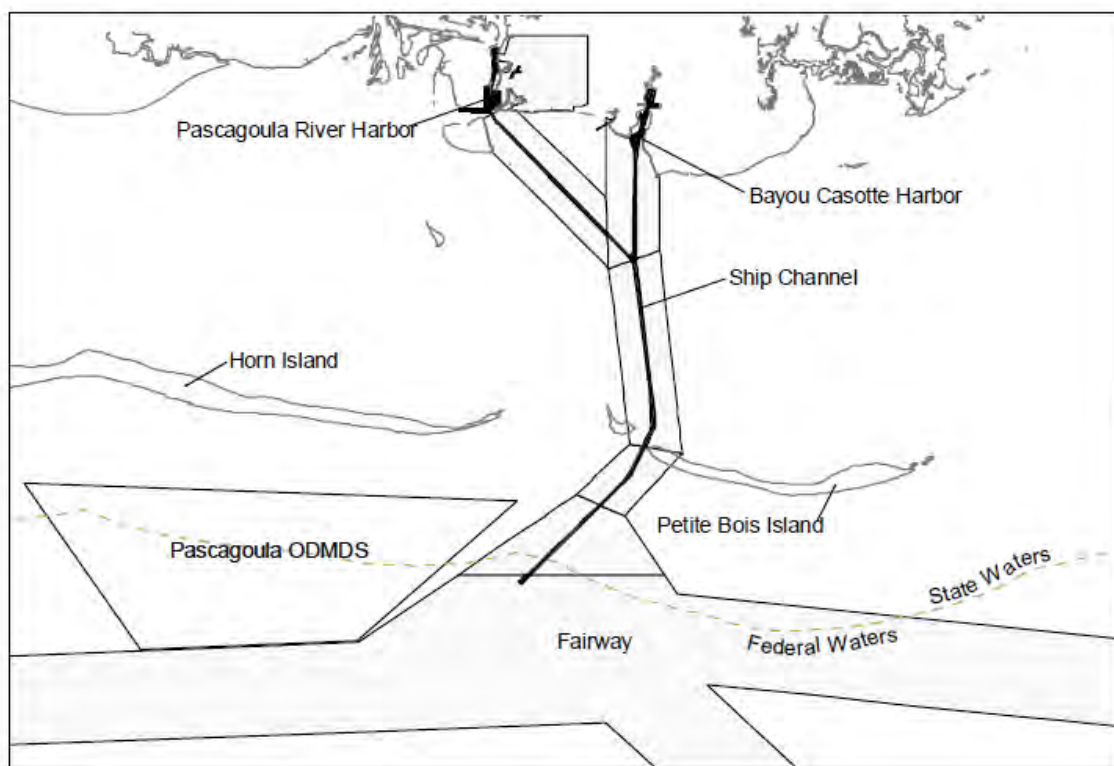 Pascagoula River Harbor
Bayou Casotte Harbor
Ship Channel
Horn Island
Petite Bois Island
Pascagoula ODMDS
State Waters
Federal Waters
Fairway